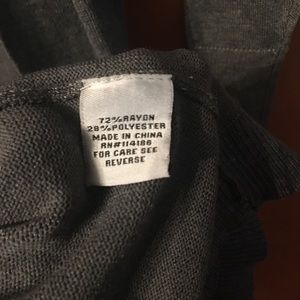 72%RAYON
28%POLYESTER
MADE IN CHINA
RN#114186
FOR CARE SEE
REVERSE